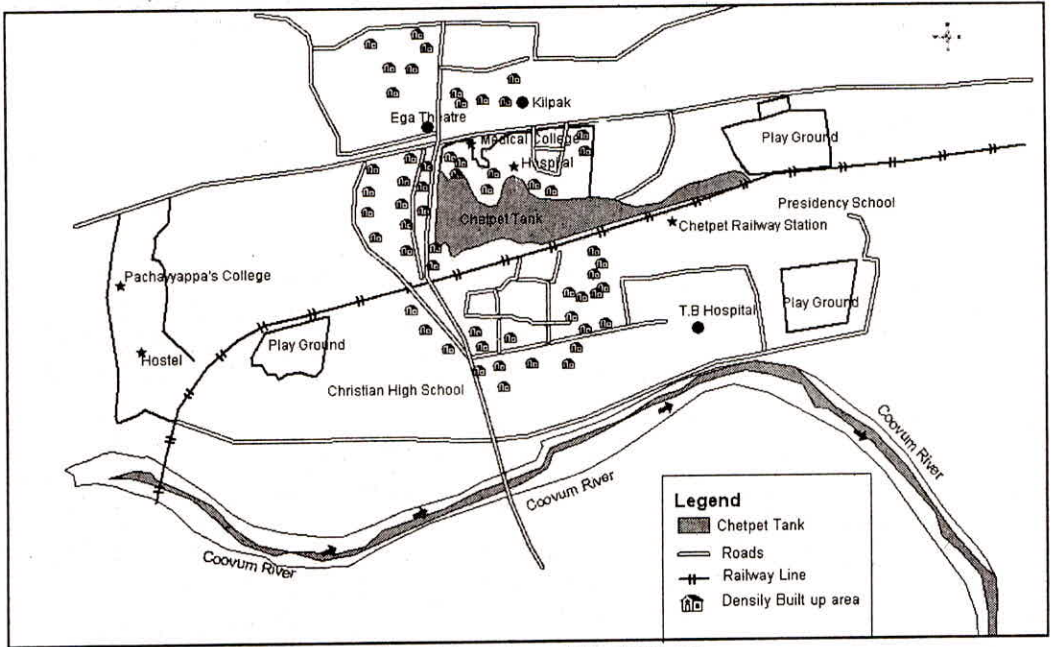 Kilpak
Ega Theatre
Medical College
Hospital
Play Ground
Chetpet Tank
Presidency School
Chetpet Railway Station
Pachayyappa's College
Play Ground
T.B Hospital
Play Ground
Hostel
Christian High School
Coovum River
Coovum River
Coovum River
Legend
Chetpet Tank
Roads
Railway Line
Densily Built up area